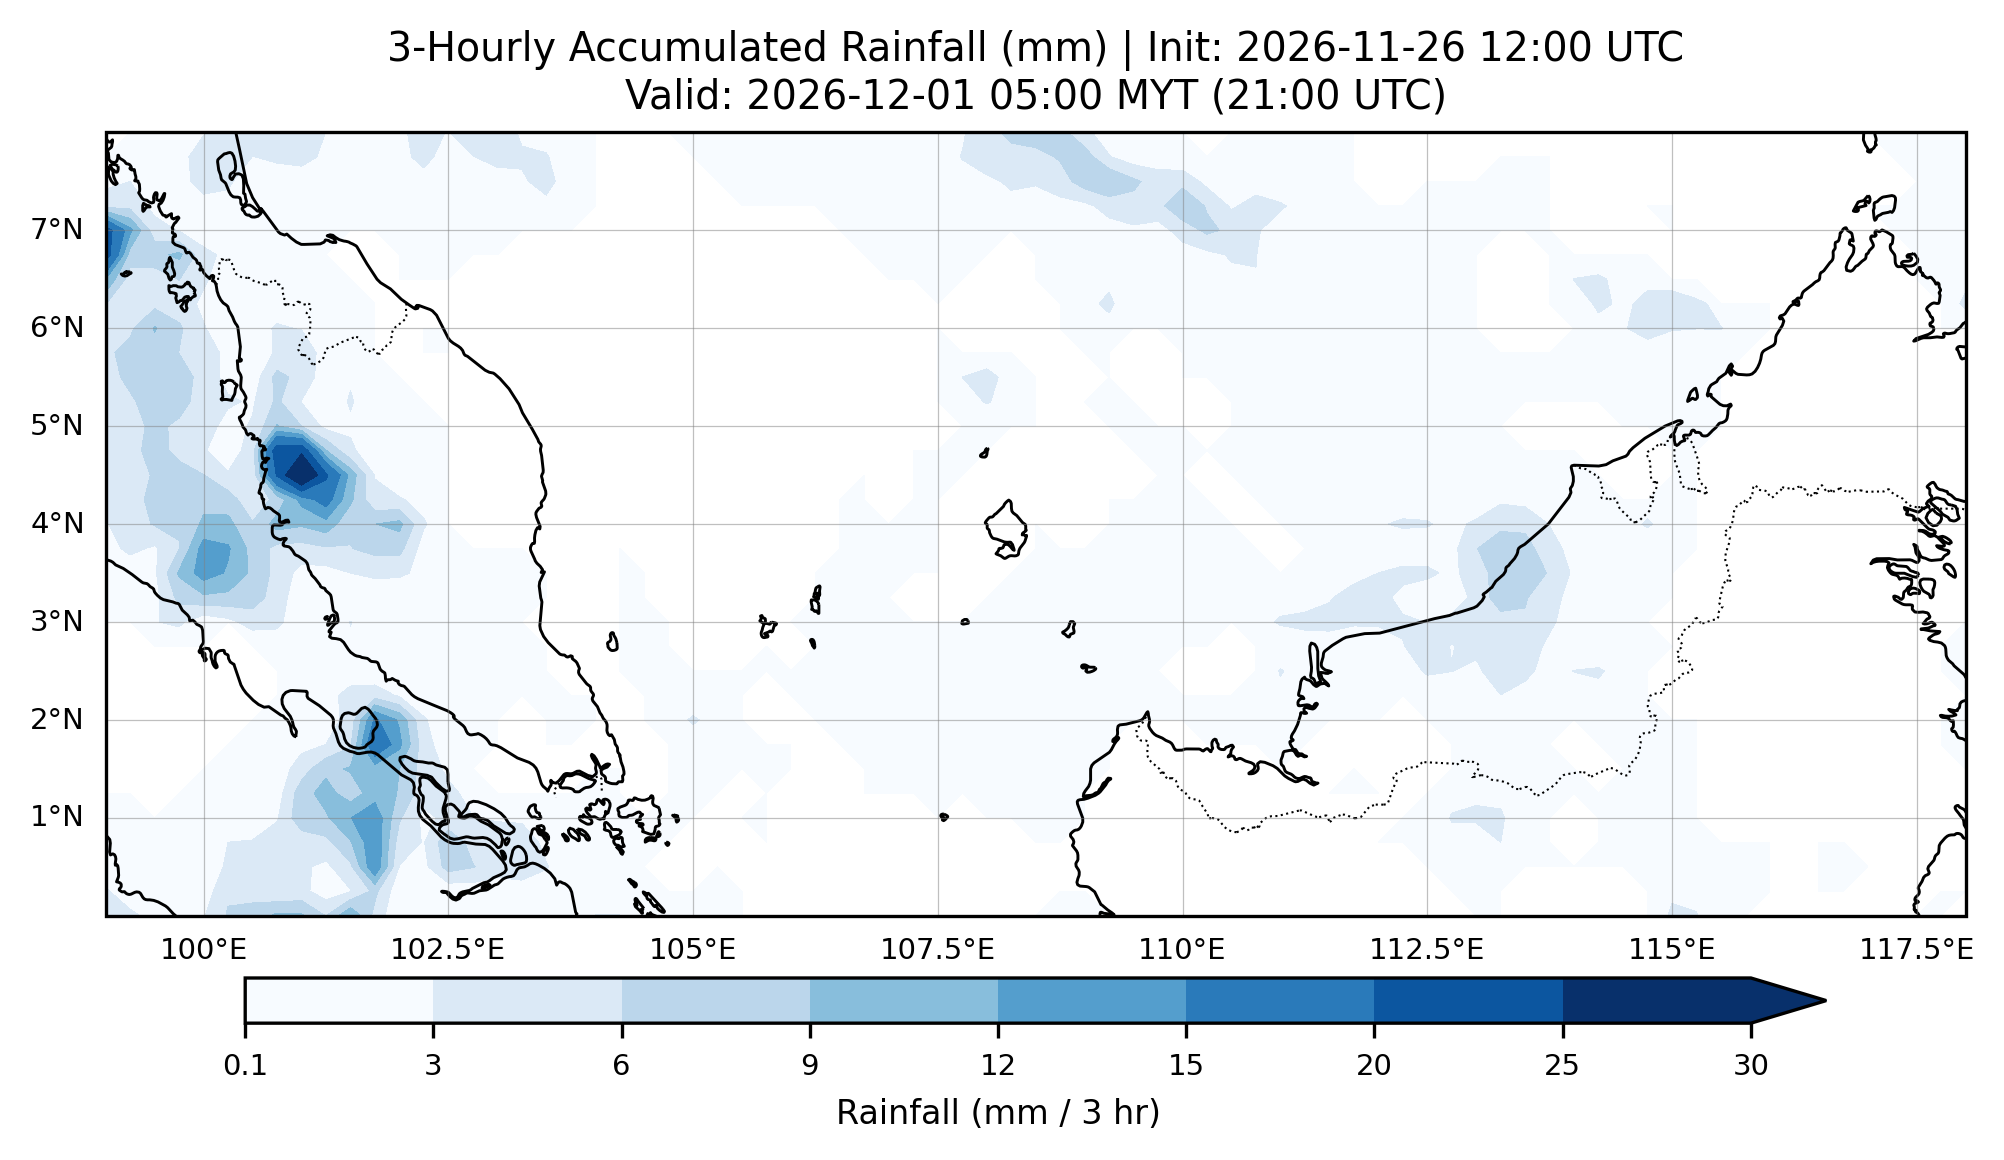 3-Hourly Accumulated Rainfall (mm) | Init: 2026-11-26 12:00 UTC
Valid: 2026-12-01 05:00 MYT (21:00 UTC)
7°N
6°N
5°N
4°N
3°N
2°N
1°N
100°E 102.5°E 105°E 107.5°E 110°E 112.5°E 115°E 117.5°E
0.1 3 6 9 12 15 20 25 30
Rainfall (mm / 3 hr)